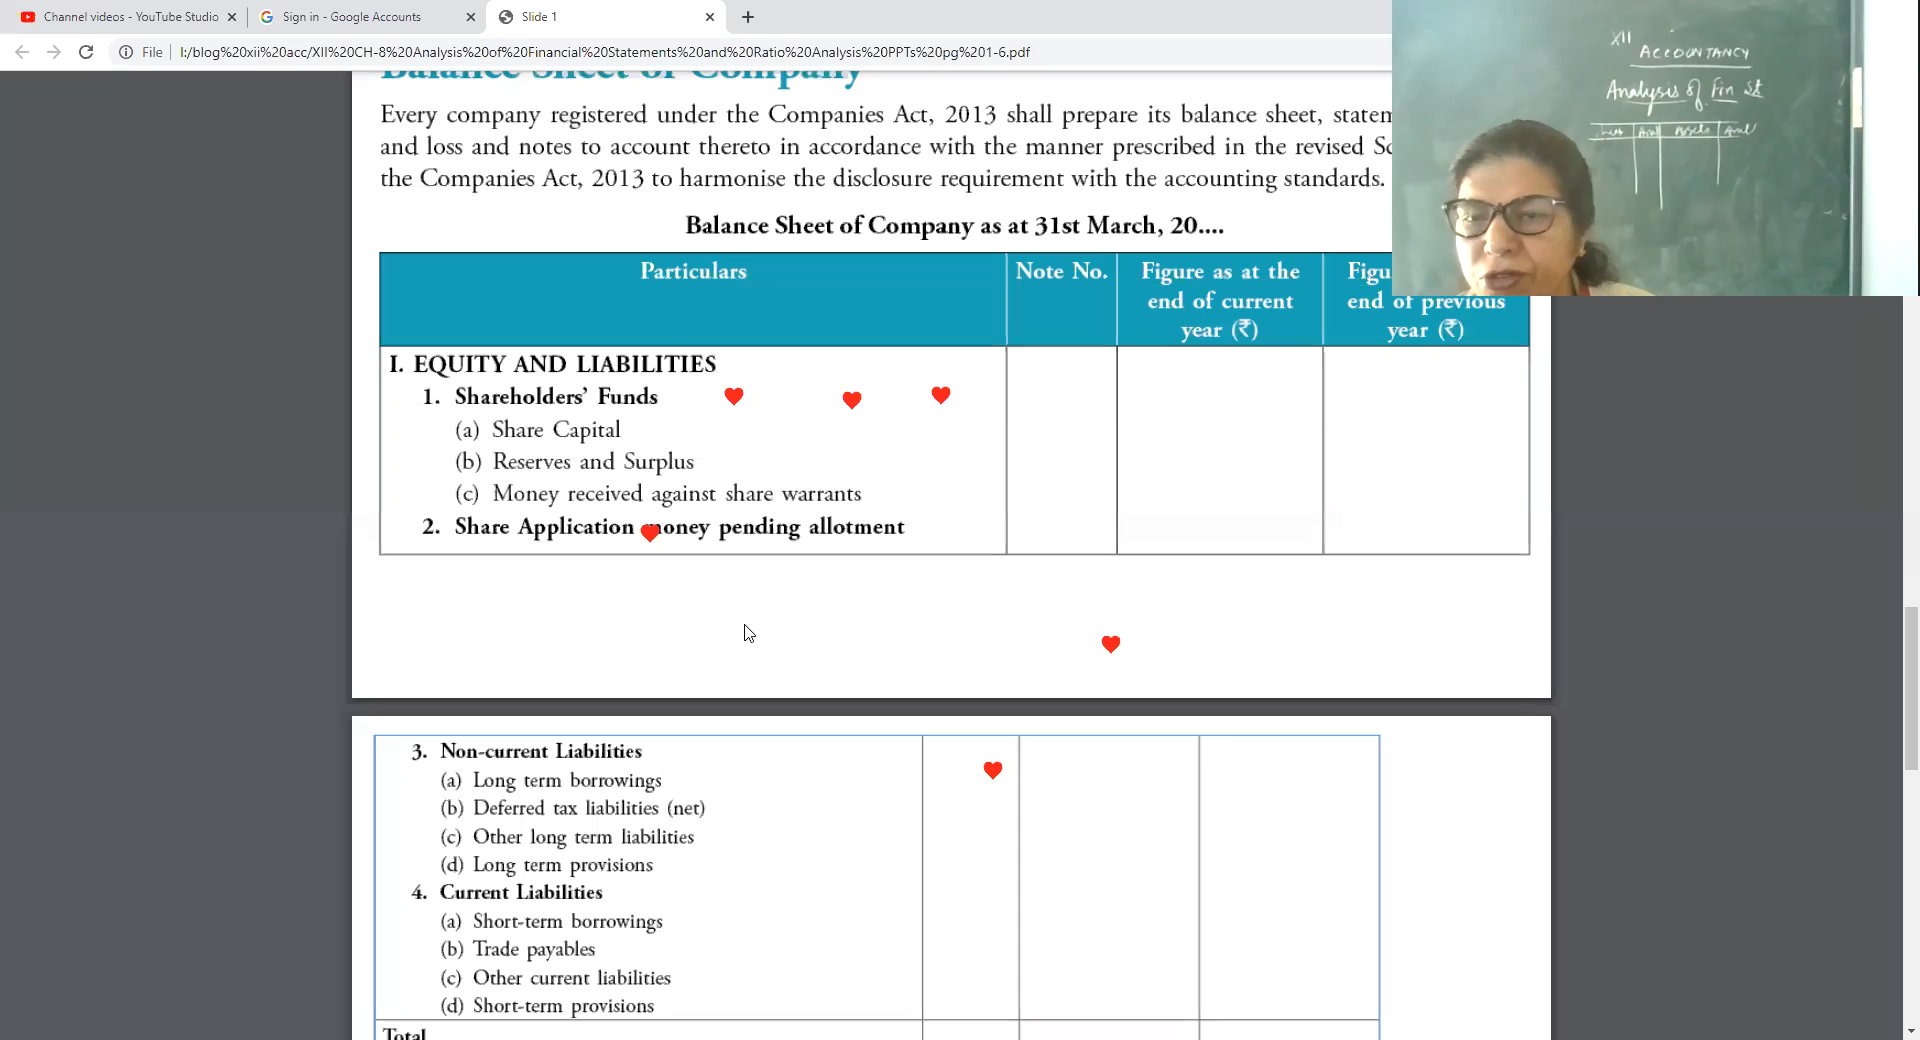 Channel videos - YouTube Studio
Sign in - Google Accounts
Slide 1
File
I:/blog%20xii%20acc/XII%20CH-8%20Analysis%20of%20Financial%20Statements%20and%20Ratio%20Analysis%20PPTs%20pg%201-6.pdf
XII
ACCOUNTANCY
Analysis of Fin St
Assets
Balance Sheet of Company
Every company registered under the Companies Act, 2013 shall prepare its balance sheet, statem
and loss and notes to account thereto in accordance with the manner prescribed in the revised Sc
the Companies Act, 2013 to harmonise the disclosure requirement with the accounting standards.
Balance Sheet of Company as at 31st March, 20....
Particulars
Note No.
Figure as at the
end of current
year (₹)
Figu
end of previous
year (₹)
I. EQUITY AND LIABILITIES
1. Shareholders’ Funds
(a) Share Capital
(b) Reserves and Surplus
(c) Money received against share warrants
2. Share Application money pending allotment
3. Non-current Liabilities
(a) Long term borrowings
(b) Deferred tax liabilities (net)
(c) Other long term liabilities
(d) Long term provisions
4. Current Liabilities
(a) Short-term borrowings
(b) Trade payables
(c) Other current liabilities
(d) Short-term provisions
Total